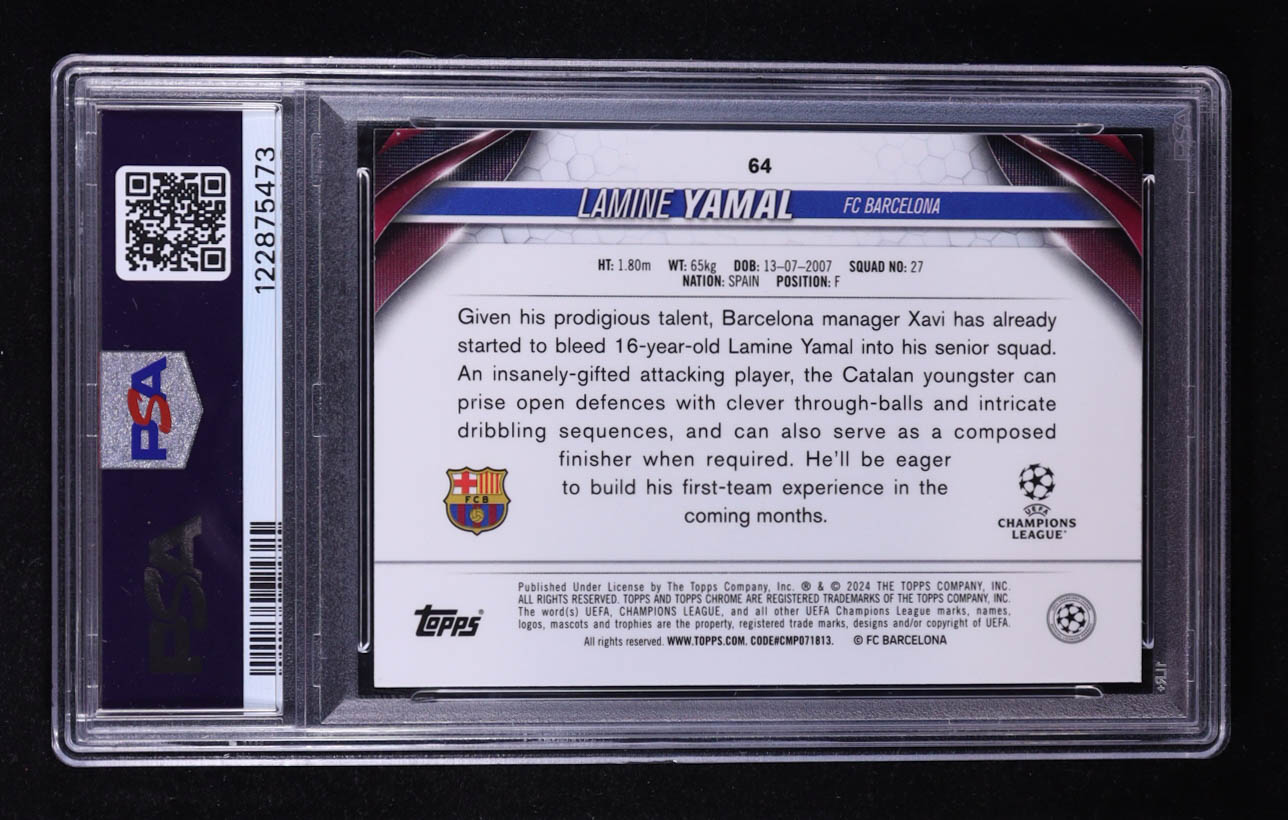 122875473
PSA
PSA
64
LAMINE YAMAL FC BARCELONA
HT: 1.80m WT: 65kg DOB: 13-07-2007 SQUAD NO: 27
NATION: SPAIN POSITION: F
Given his prodigious talent, Barcelona manager Xavi has already
started to bleed 16-year-old Lamine Yamal into his senior squad.
An insanely-gifted attacking player, the Catalan youngster can
prise open defences with clever through-balls and intricate
dribbling sequences, and can also serve as a composed
finisher when required. He'll be eager
to build his first-team experience in the
coming months.
FCB
UEFA
CHAMPIONS
LEAGUE
Topps®
Published Under License by The Topps Company, Inc. ® & © 2024 THE TOPPS COMPANY, INC.
ALL RIGHTS RESERVED. TOPPS AND TOPPS CHROME ARE REGISTERED TRADEMARKS OF THE TOPPS COMPANY, INC.
The word(s) UEFA, CHAMPIONS LEAGUE, and all other UEFA Champions League marks, names,
logos, mascots and trophies are the property, registered trade marks, designs and/or copyright of UEFA.
All rights reserved. WWW.TOPPS.COM. CODE#CMP071813. © FC BARCELONA
PSA